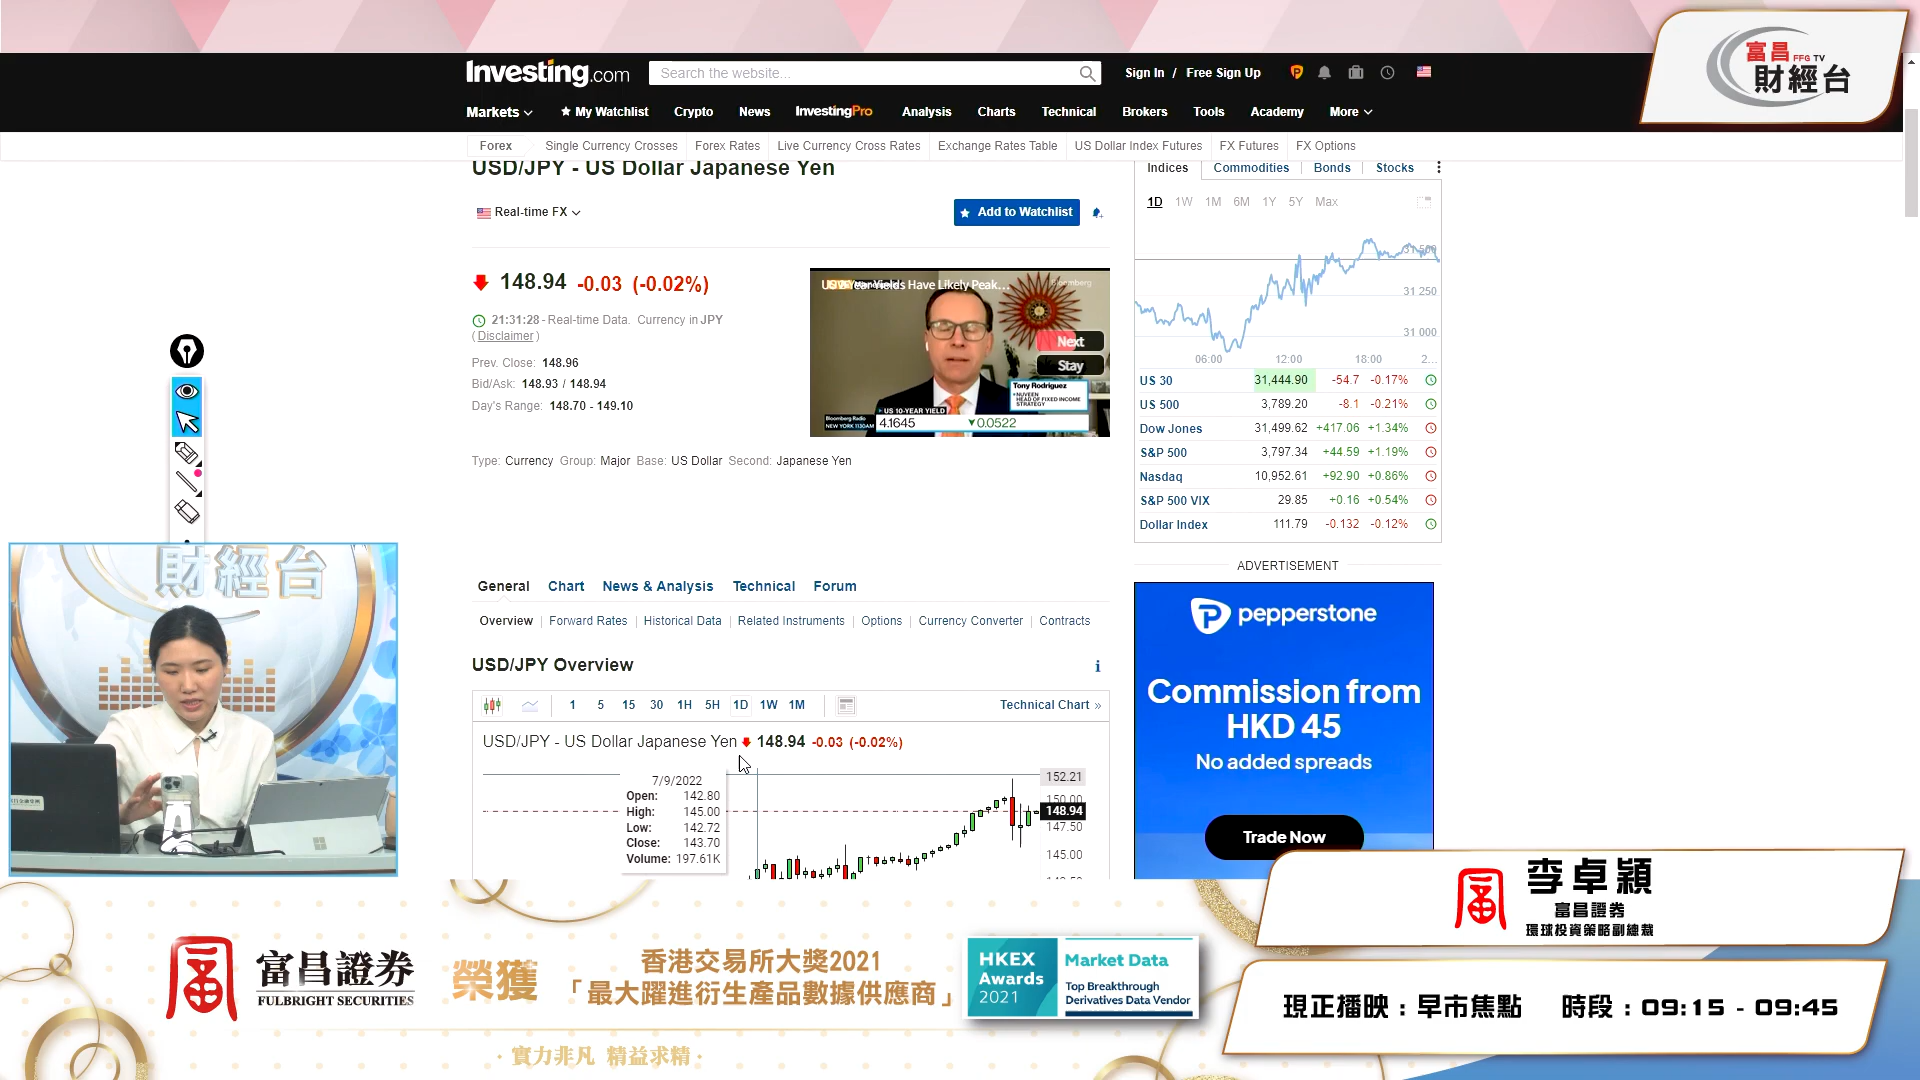 富昌 FFG TV
財經台
Investing.com
Search the website...
Sign In / Free Sign Up
Markets
My Watchlist
Crypto
News
InvestingPro
Analysis
Charts
Technical
Brokers
Tools
Academy
More
Forex
Single Currency Crosses
Forex Rates
Live Currency Cross Rates
Exchange Rates Table
US Dollar Index Futures
FX Futures
FX Options
USD/JPY - US Dollar Japanese Yen
Real-time FX
Add to Watchlist
148.94 -0.03 (-0.02%)
21:31:28 - Real-time Data. Currency in JPY
( Disclaimer )
Prev. Close: 148.96
Bid/Ask: 148.93 / 148.94
Day's Range: 148.70 - 149.10
Bloomberg
Next
Stay
Tony Rodriguez
NUVEEN
HEAD OF FIXED INCOME
STRATEGY
US 10-YEAR YIELD
Bloomberg Radio
NEW YORK 1130AM
4.1645 ▼0.0522
Type: Currency Group: Major Base: US Dollar Second: Japanese Yen
Indices
Commodities
Bonds
Stocks
1D 1W 1M 6M 1Y 5Y Max
31 500
31 250
31 000
06:00 12:00 18:00 2...
US 30 31,444.90 -54.7 -0.17%
US 500 3,789.20 -8.1 -0.21%
Dow Jones 31,499.62 +417.06 +1.34%
S&P 500 3,797.34 +44.59 +1.19%
Nasdaq 10,952.61 +92.90 +0.86%
S&P 500 VIX 29.85 +0.16 +0.54%
Dollar Index 111.79 -0.132 -0.12%
ADVERTISEMENT
pepperstone
Commission from
HKD 45
No added spreads
Trade Now
General Chart News & Analysis Technical Forum
Overview Forward Rates Historical Data Related Instruments Options Currency Converter Contracts
USD/JPY Overview
1 5 15 30 1H 5H 1D 1W 1M
Technical Chart »
USD/JPY - US Dollar Japanese Yen 148.94 -0.03 (-0.02%)
7/9/2022
Open: 142.80
High: 145.00
Low: 142.72
Close: 143.70
Volume: 197.61K
152.21
150.00
148.94
147.50
145.00
財經台
李卓穎
富昌證券
環球投資策略副總裁
富昌證券
FULBRIGHT SECURITIES
榮獲
香港交易所大獎2021
「最大躍進衍生產品數據供應商」
HKEX
Awards
2021
Market Data
Top Breakthrough
Derivatives Data Vendor
現正播映：早市焦點 時段：09:15 - 09:45
· 實力非凡 精益求精 ·